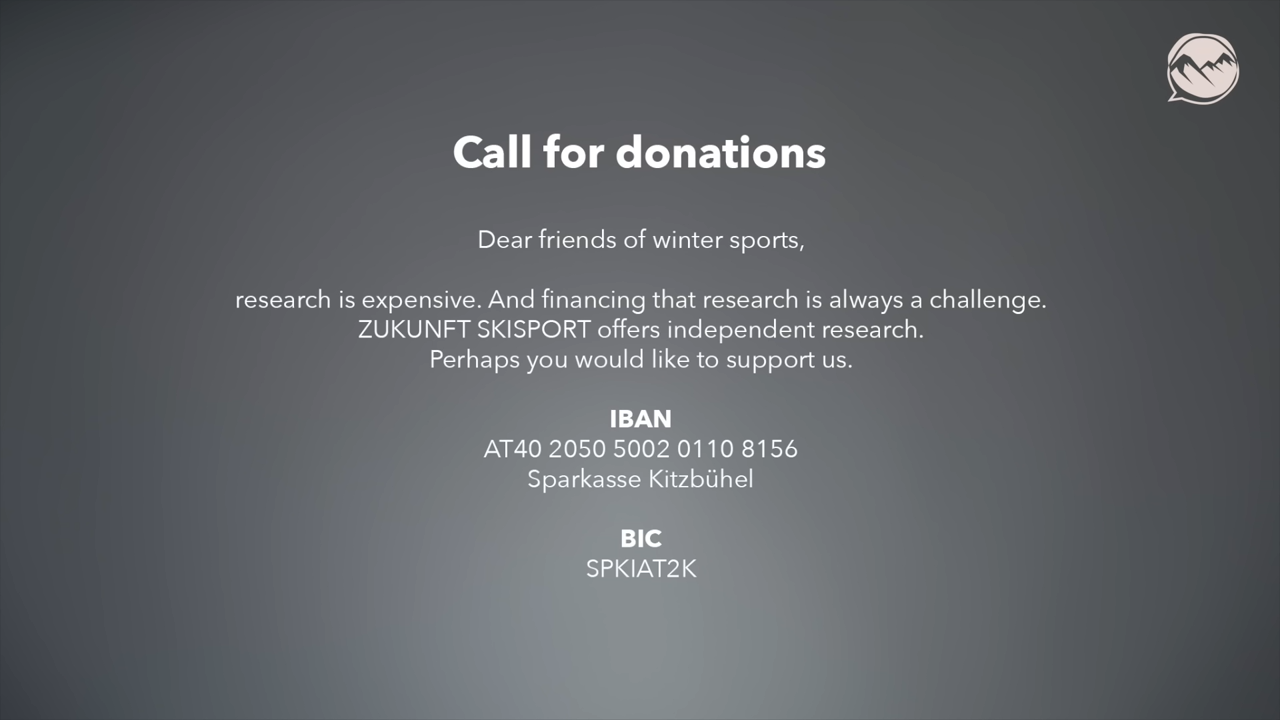 Call for donations
Dear friends of winter sports,
research is expensive. And financing that research is always a challenge.
ZUKUNFT SKISPORT offers independent research.
Perhaps you would like to support us.
IBAN
AT40 2050 5002 0110 8156
Sparkasse Kitzbühel
BIC
SPKIAT2K